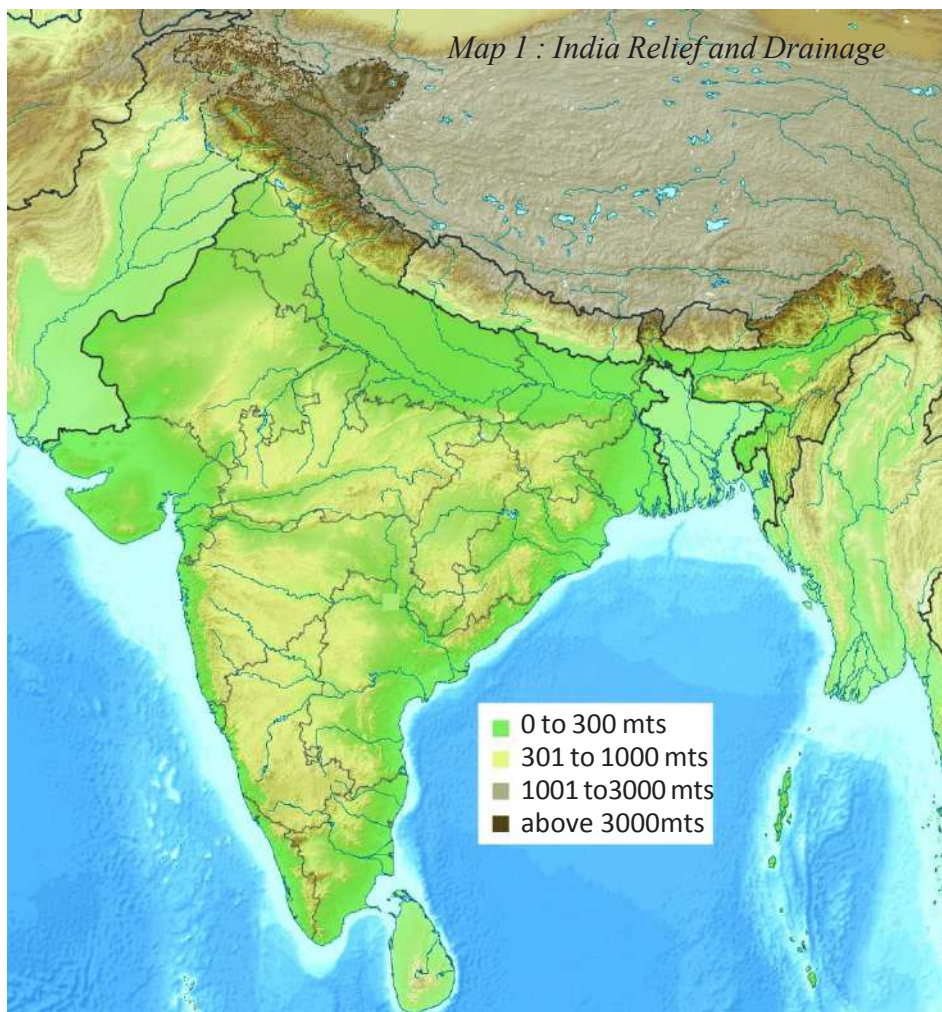 Map 1 : India Relief and Drainage
0 to 300 mts
301 to 1000 mts
1001 to3000 mts
above 3000mts